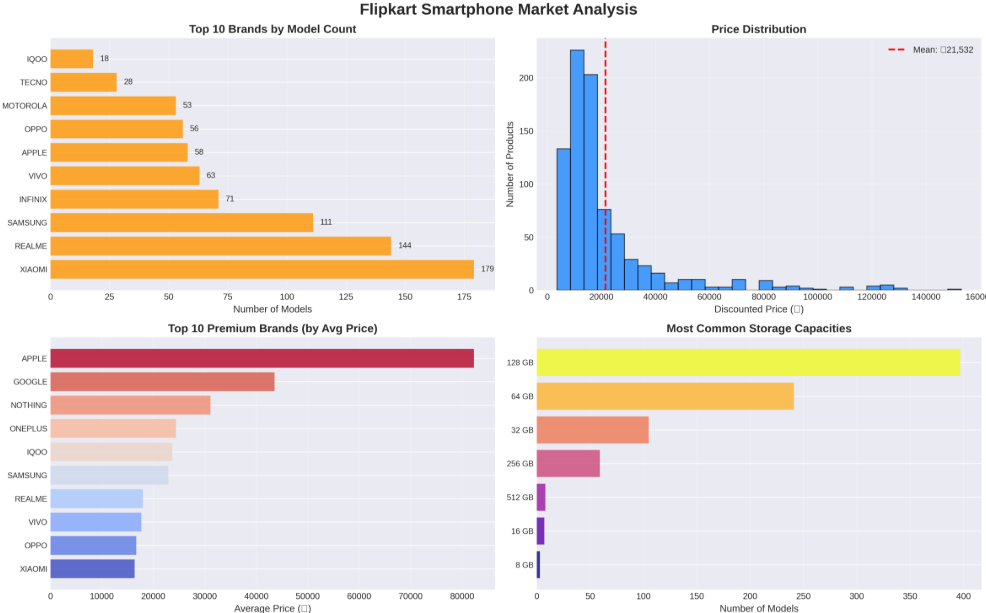 Flipkart Smartphone Market Analysis
Top 10 Brands by Model Count
IQOO 18
TECNO 28
MOTOROLA 53
OPPO 56
APPLE 58
VIVO 63
INFINIX 71
SAMSUNG 111
REALME 144
XIAOMI 179
0 25 50 75 100 125 150 175
Number of Models
Price Distribution
Mean: □21,532
Number of Products
200
150
100
50
0
0 20000 40000 60000 80000 100000 120000 140000 16000
Discounted Price (□)
Top 10 Premium Brands (by Avg Price)
APPLE
GOOGLE
NOTHING
ONEPLUS
IQOO
SAMSUNG
REALME
VIVO
OPPO
XIAOMI
0 10000 20000 30000 40000 50000 60000 70000 80000
Average Price (□)
Most Common Storage Capacities
128 GB
64 GB
32 GB
256 GB
512 GB
16 GB
8 GB
0 50 100 150 200 250 300 350 400
Number of Models